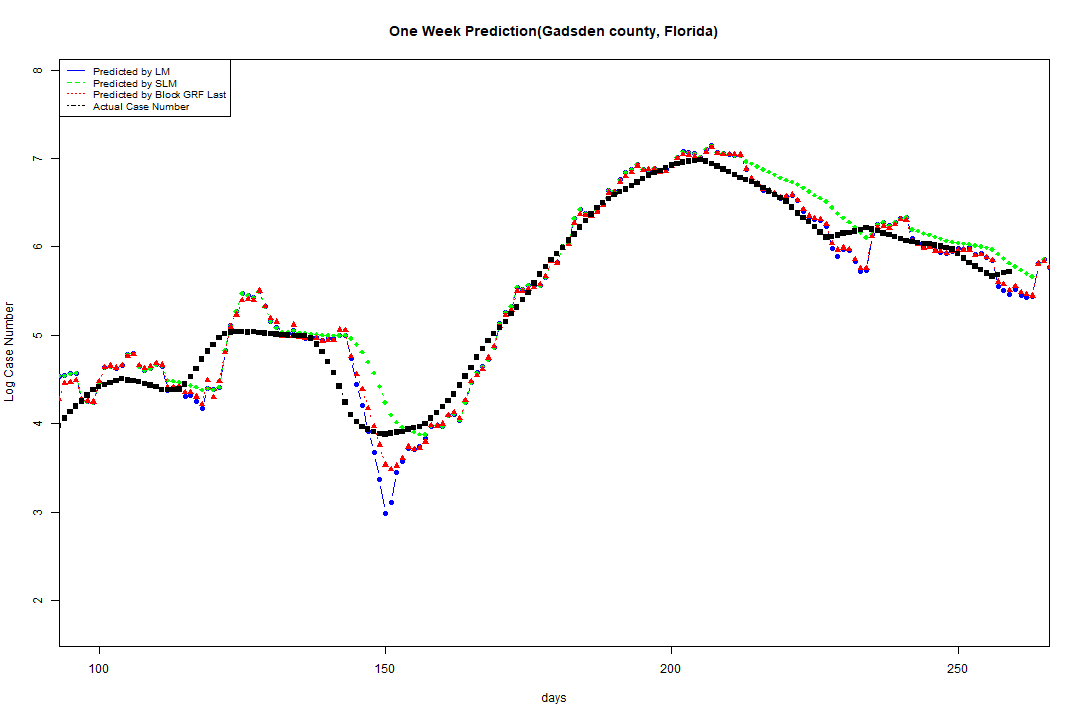 One Week Prediction(Gadsden county, Florida)
Predicted by LM
Predicted by SLM
Predicted by Block GRF Last
Actual Case Number
Log Case Number
8
7
6
5
4
3
2
100 150 200 250
days